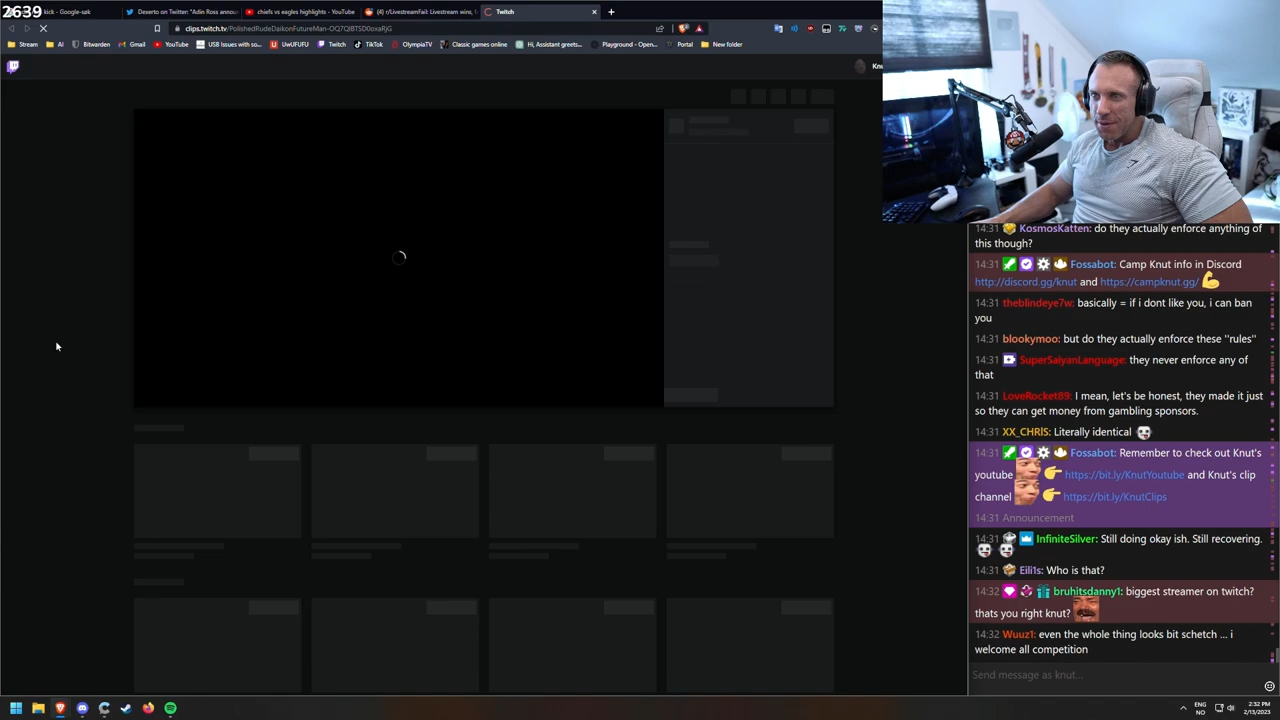 2639
kick - Google-søk
Deverto on Twitter: "Adin Ross annou
chiefs vs eagles highlights - YouTube
(4) r/LivestreamFail: Livestream wins, f
Twitch
clips.twitch.tv/PolishedRudeDaikonFutureMan-OQ7QIBTSD0oxaRjG
Stream
AI
Bitwarden
Gmail
YouTube
USB Issues with so...
UwUFUFU
Twitch
TikTok
OlympiaTV
Classic games online
Hi, Assistant greets...
Playground - Open...
Portal
New folder
Knu
14:31 KosmosKatten: do they actually enforce anything of
this though?
14:31 Fossabot: Camp Knut info in Discord
http://discord.gg/knut and https://campknut.gg/
14:31 theblindeye7w: basically = if i dont like you, i can ban
you
14:31 blookymoo: but do they actually enforce these "rules"
14:31 SuperSaiyanLanguage: they never enforce any of
that
14:31 LoveRocket89: I mean, let's be honest, they made it just
so they can get money from gambling sponsors.
14:31 XX_CHRIS: Literally identical
14:31 Fossabot: Remember to check out Knut's
youtube 👉 https://bit.ly/KnutYoutube and Knut's clip
channel 👉 https://bit.ly/KnutClips
14:31 Announcement
14:31 InfiniteSilver: Still doing okay ish. Still recovering.
14:31 Eili1s: Who is that?
14:32 bruhitsdanny1: biggest streamer on twitch?
thats you right knut?
14:32 Wuuz1: even the whole thing looks bit schetch ... i
welcome all competition
Send message as knut...
ENG
NO
2:32 PM
2/13/2023